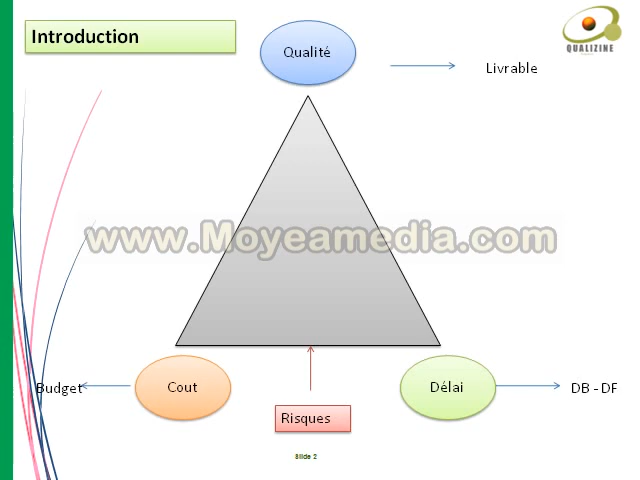 Introduction
Qualité
Livrable
QUALIZINE
www.Moyeamedia.com
Budget
Cout
Délai
DB - DF
Risques
Slide 2